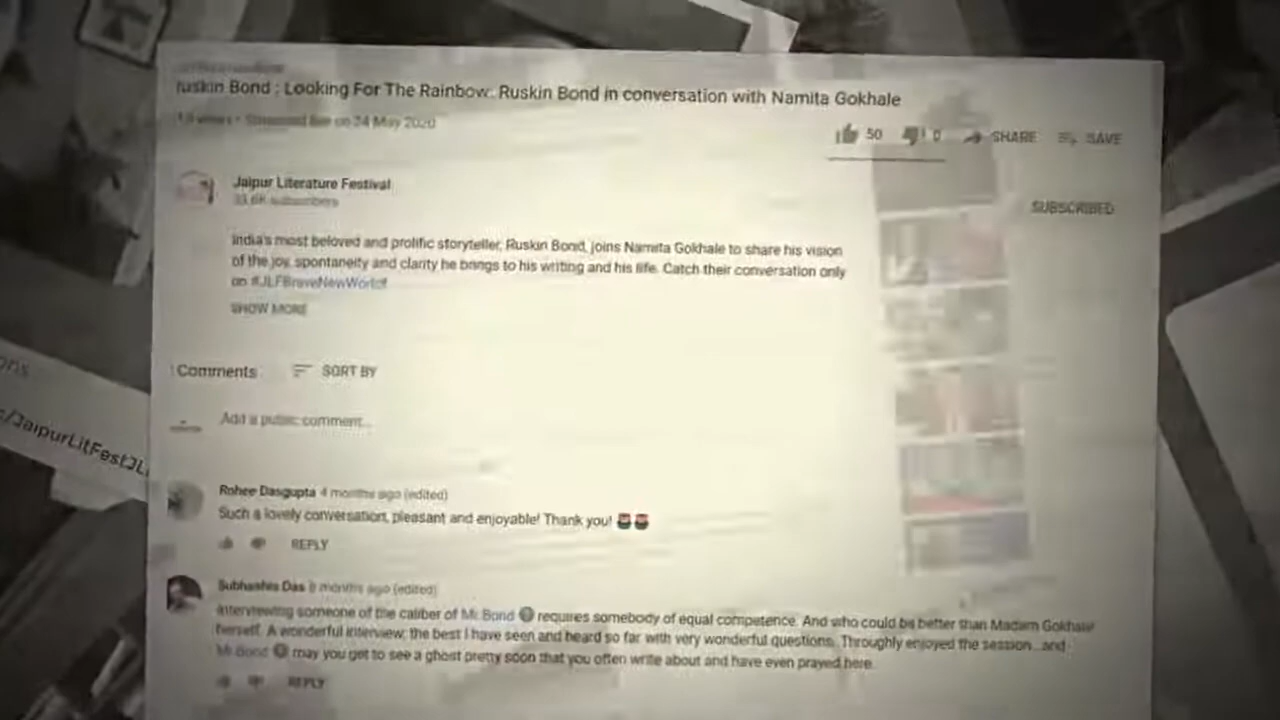 ruskin Bond : Looking For The Rainbow: Ruskin Bond in conversation with Namita Gokhale
views • Streamed live on 24 May 2020
50 0 SHARE SAVE
Jaipur Literature Festival
33.6K subscribers
SUBSCRIBED
India's most beloved and prolific storyteller, Ruskin Bond, joins Namita Gokhale to share his vision
of the joy, spontaneity and clarity he brings to his writing and his life. Catch their conversation only
on #JLFBraveNewWorld!
SHOW MORE
Comments SORT BY
Add a public comment...
ons
/JaipurLitFestJL
Rohee Dasgupta 4 months ago (edited)
Such a lovely conversation, pleasant and enjoyable! Thank you!
REPLY
Subhashis Das 8 months ago (edited)
Interviewing someone of the caliber of Mr.Bond requires somebody of equal competence. And who could be better than Madam Gokhale
herself. A wonderful interview; the best I have seen and heard so far with very wonderful questions. Throughly enjoyed the session...and
Mr.Bond may you get to see a ghost pretty soon that you often write about and have even prayed here.
REPLY